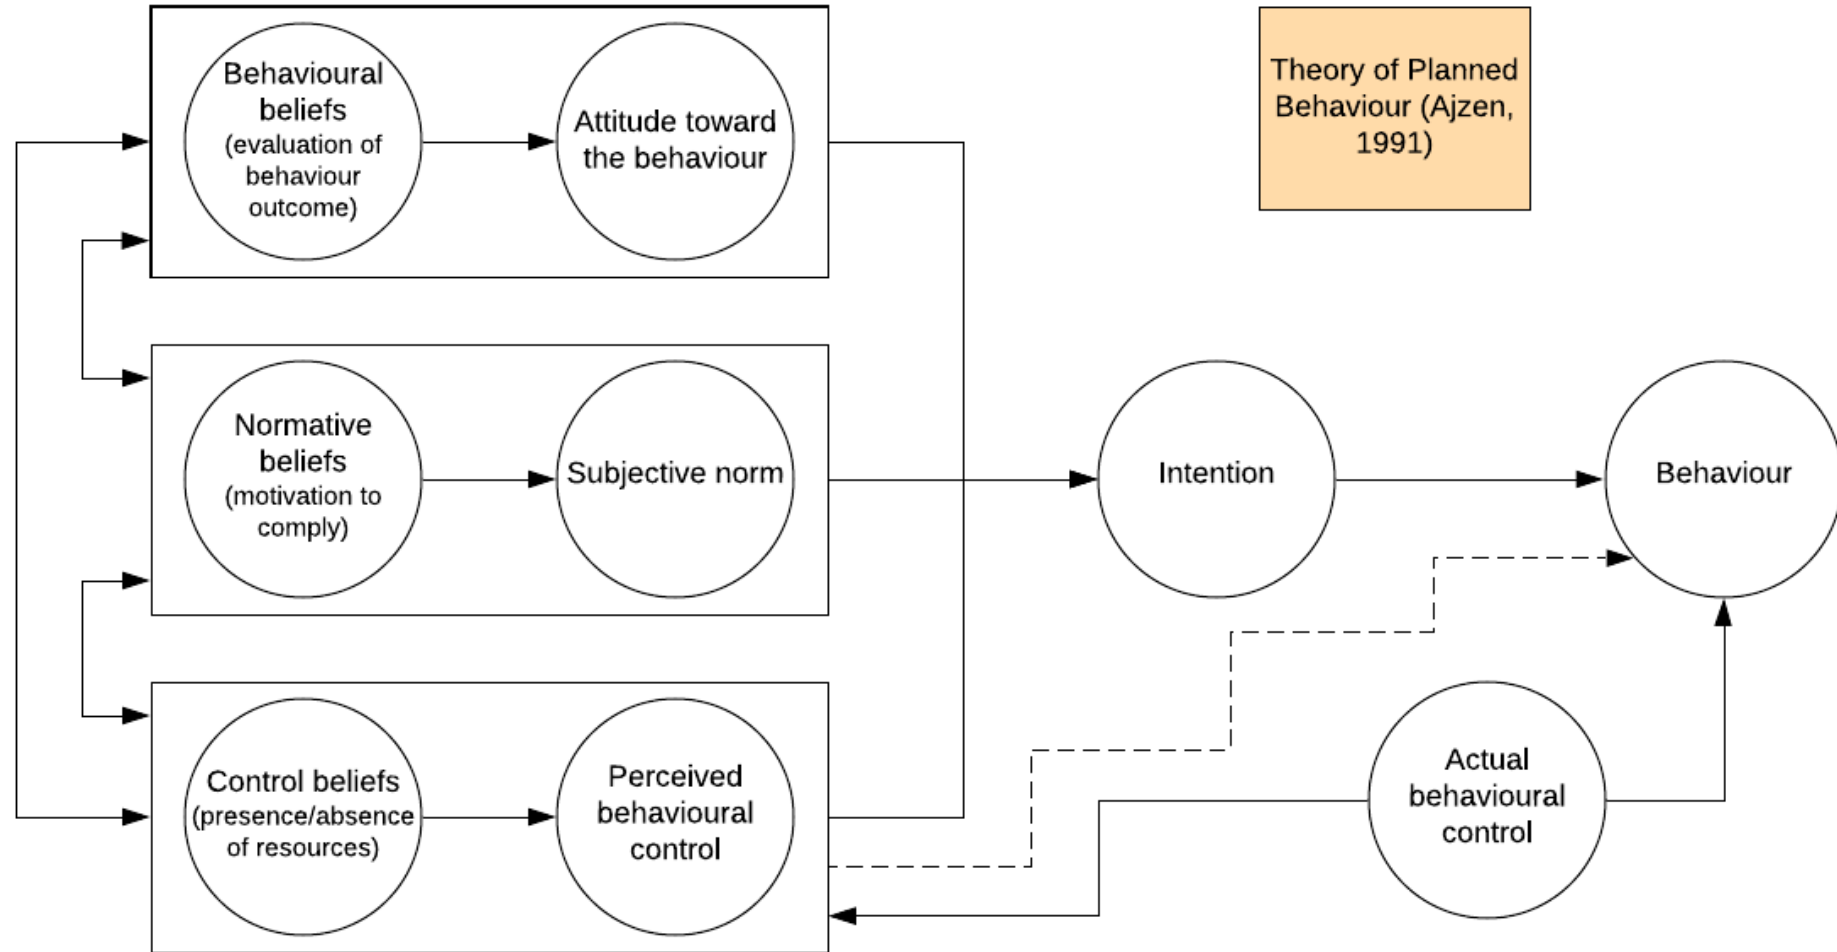 Behavioural
beliefs
(evaluation of
behaviour
outcome)
Attitude toward
the behaviour
Theory of Planned
Behaviour (Ajzen,
1991)
Normative
beliefs
(motivation to
comply)
Subjective norm
Intention
Behaviour
Control beliefs
(presence/absence
of resources)
Perceived
behavioural
control
Actual
behavioural
control